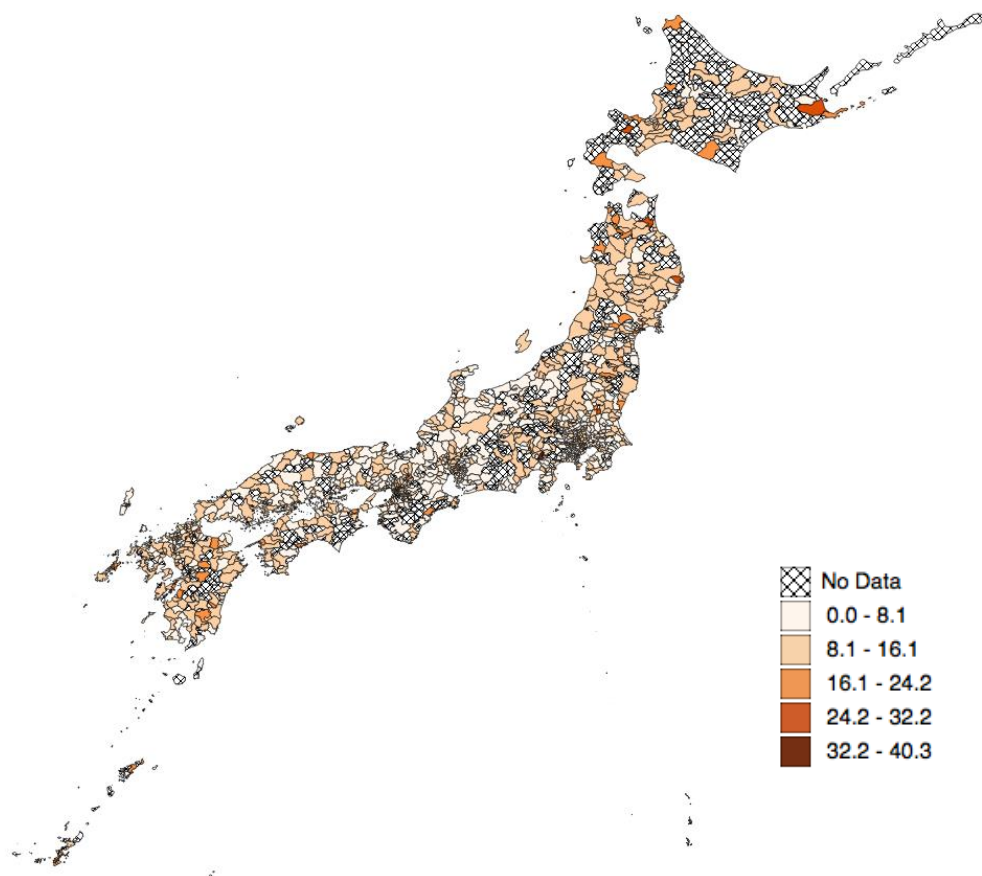 No Data
0.0 - 8.1
8.1 - 16.1
16.1 - 24.2
24.2 - 32.2
32.2 - 40.3